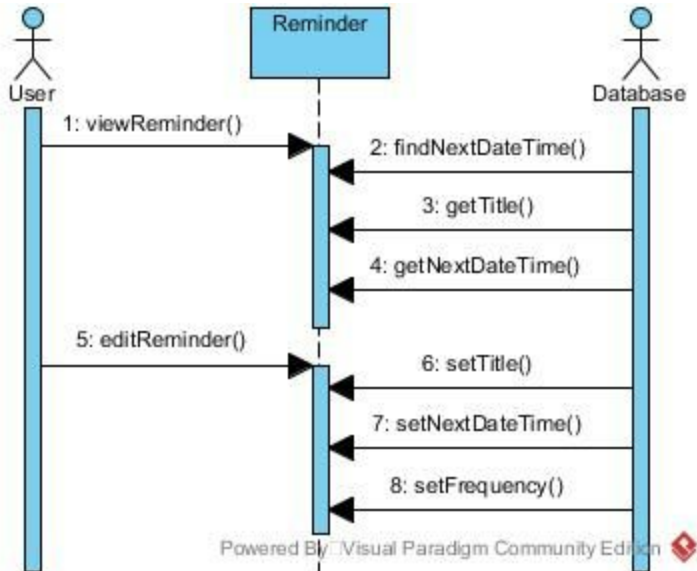 Reminder
User
Database
1: viewReminder()
2: findNextDateTime()
3: getTitle()
4: getNextDateTime()
5: editReminder()
6: setTitle()
7: setNextDateTime()
8: setFrequency()
Powered By Visual Paradigm Community Edition